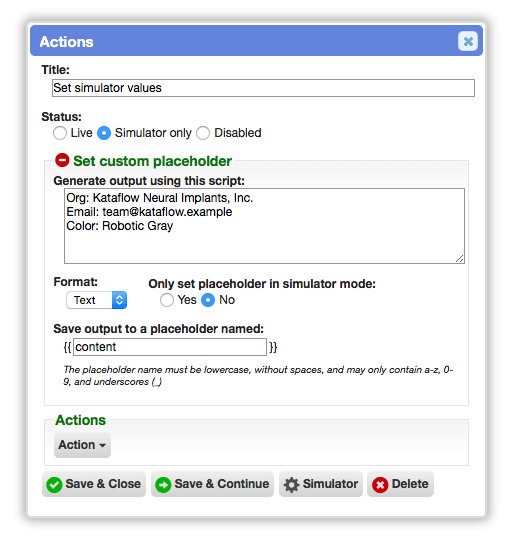 Actions
Title:
Set simulator values
Status:
Live Simulator only Disabled
Set custom placeholder
Generate output using this script:
Org: Kataflow Neural Implants, Inc.
Email: team@kataflow.example
Color: Robotic Gray
Format: Only set placeholder in simulator mode:
Text Yes No
Save output to a placeholder named:
{{ content }}
The placeholder name must be lowercase, without spaces, and may only contain a-z, 0-
9, and underscores (_)
Actions
Action
Save & Close Save & Continue Simulator Delete